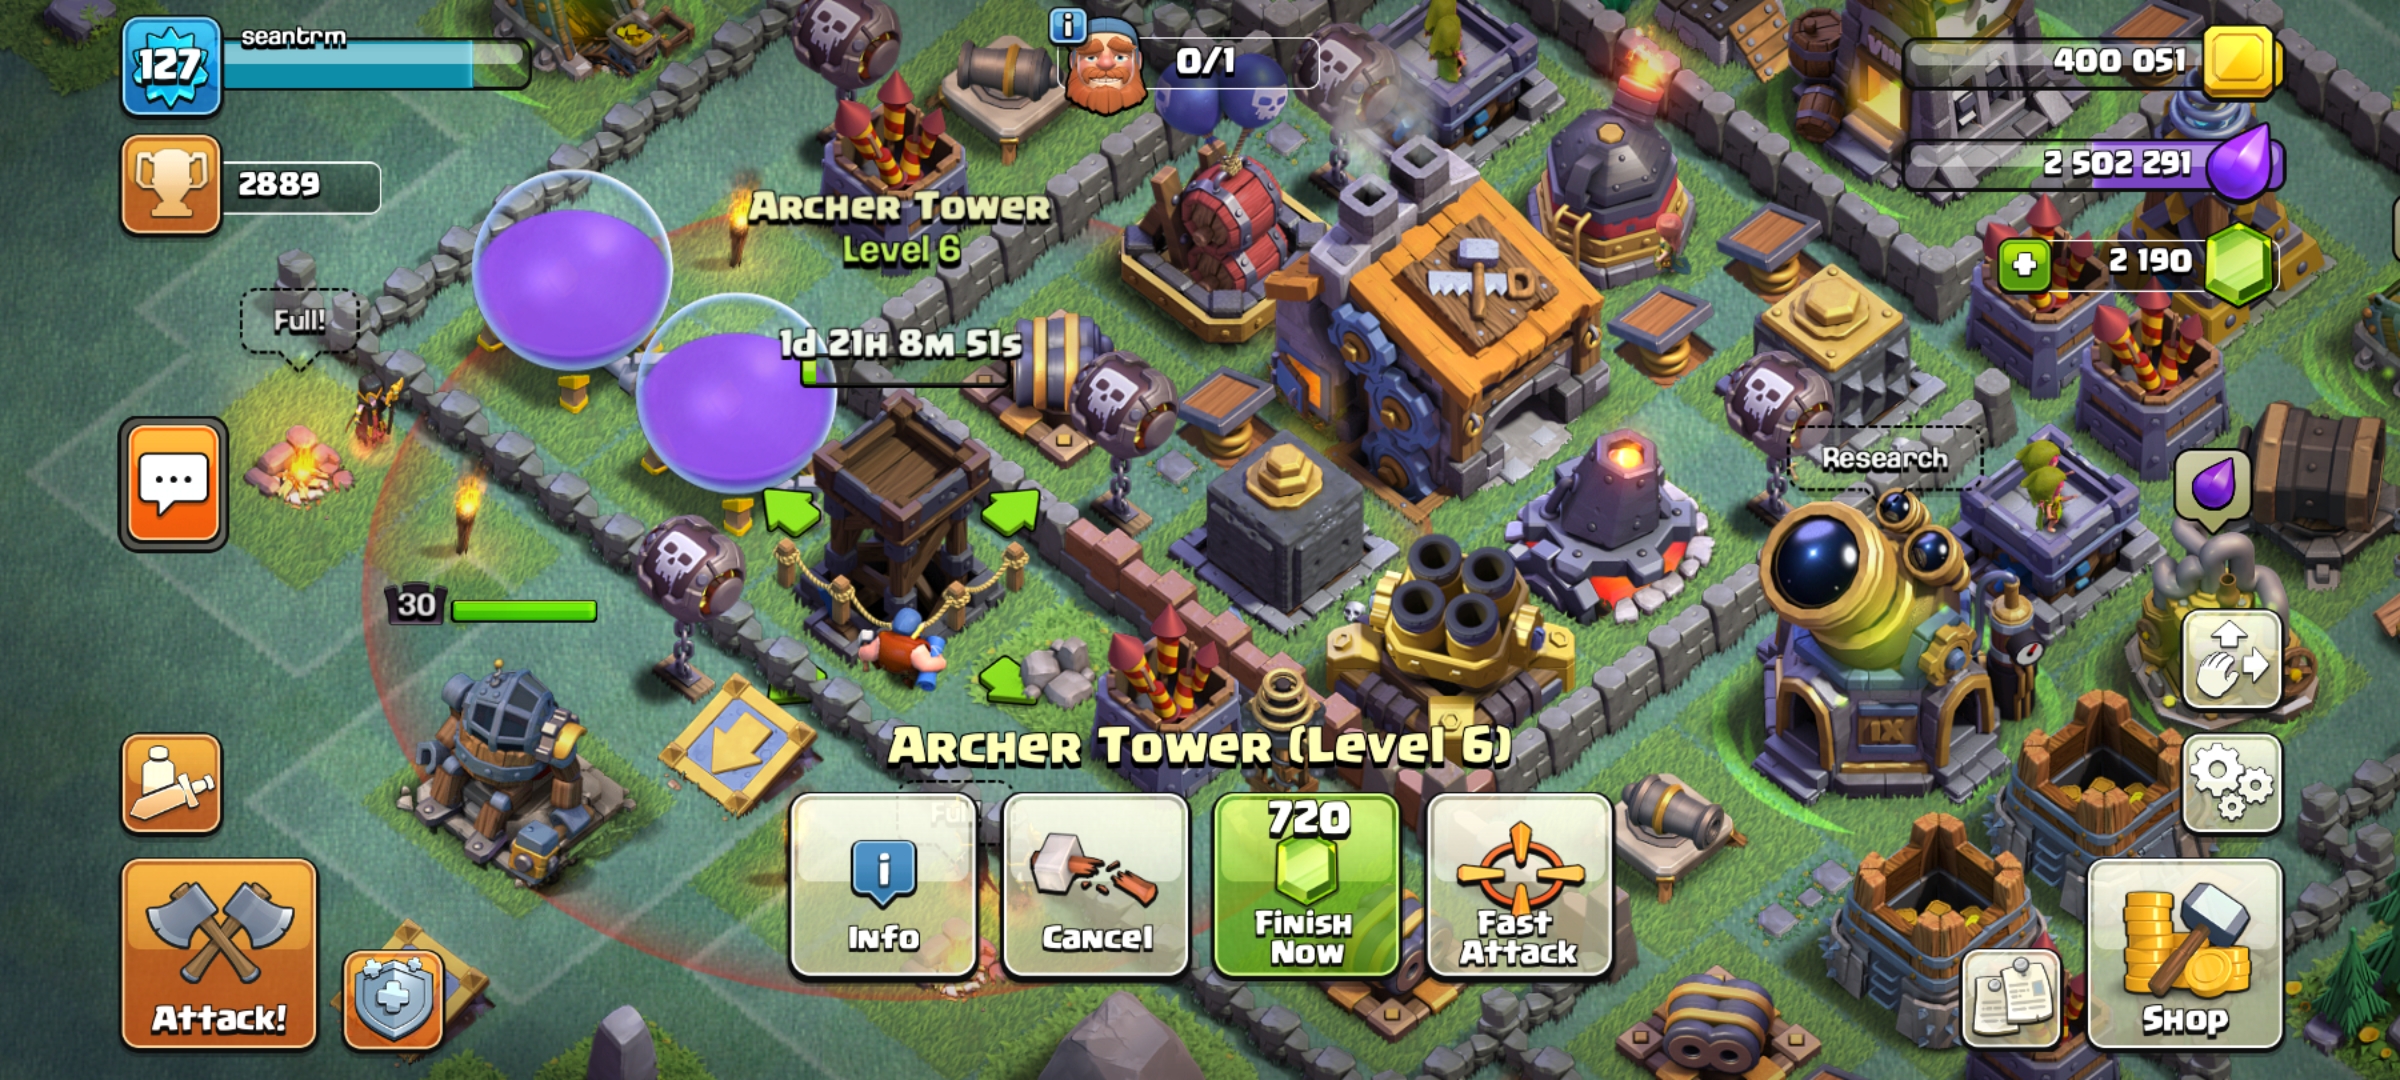 127
seantrm
0/1
400 051
2889
2 502 291
Archer Tower
Level 6
2 190
Full!
1d 21H 8M 51s
Research
30
IX
Archer Tower (Level 6)
720
Info
Cancel
Finish
Now
Fast
Attack
Attack!
Shop